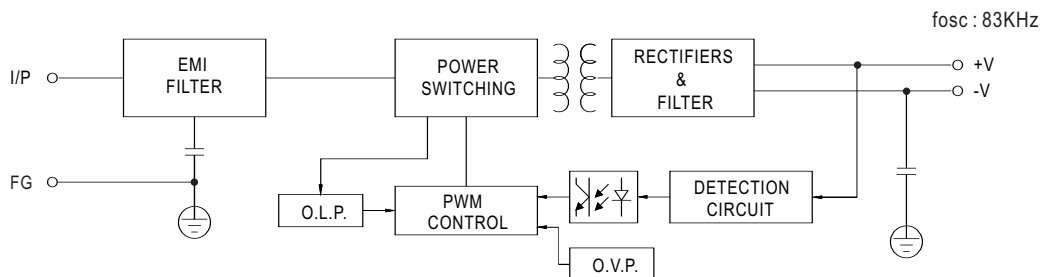 fosc : 83KHz
I/P
EMI
FILTER
POWER
SWITCHING
RECTIFIERS
&
FILTER
+V
-V
FG
O.L.P.
PWM
CONTROL
DETECTION
CIRCUIT
O.V.P.